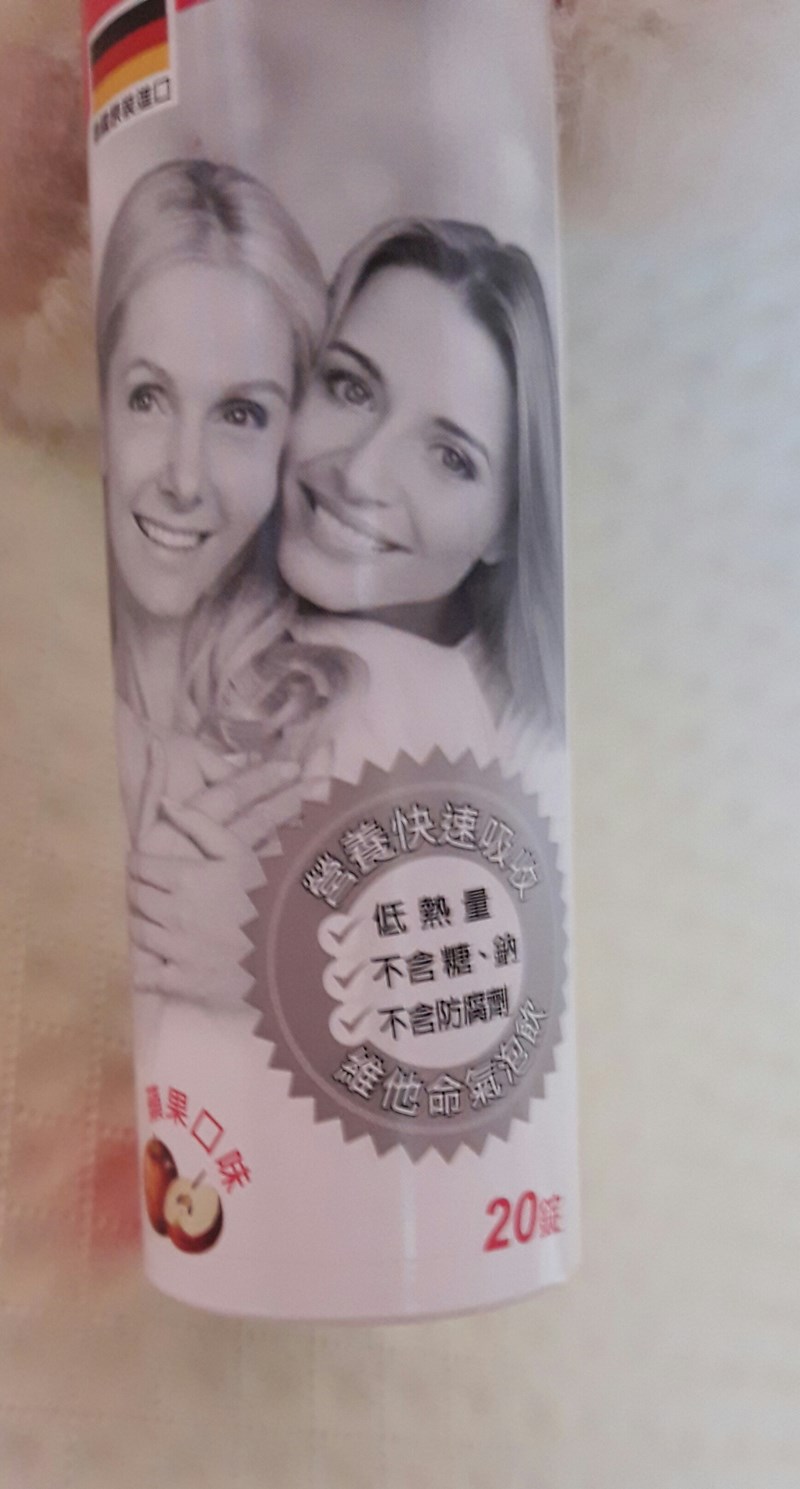 德國原裝進口
營養快速吸收
低熱量
不含糖、鈉
不含防腐劑
維他命氣泡飲
蘋果口味
20錠